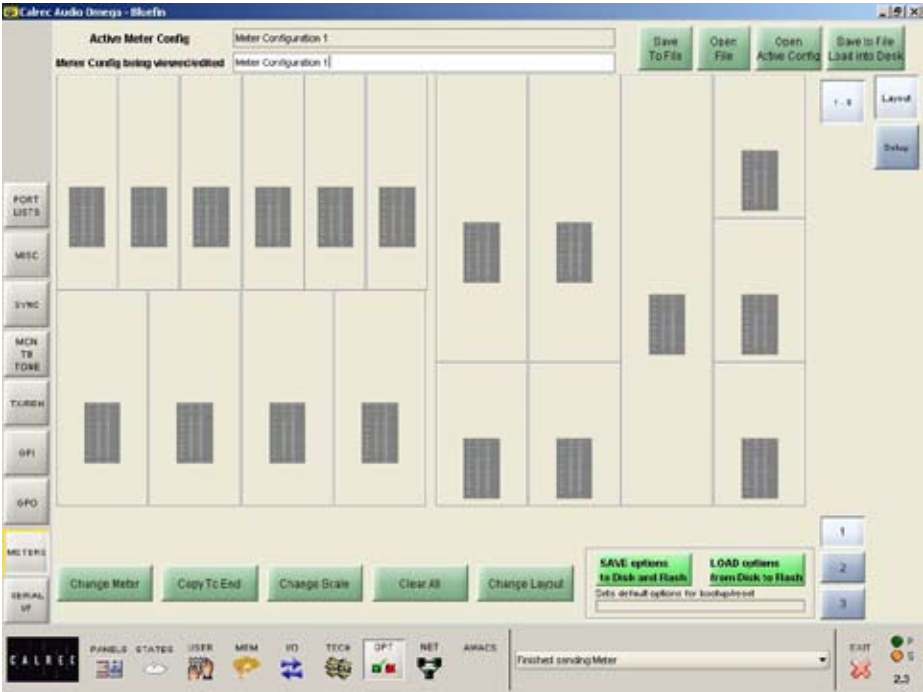 Calrec Audio Omega - Bluefin
Active Meter Config
Meter Configuration 1
Meter Config being viewed/edited
Meter Configuration 1
Save To File
Open File
Open Active Config
Save to File Load into Desk
1 - 8
Layout
Setup
PORT LISTS
MISC
SYNC
MCN TB TONE
TX/REH
GPI
GPO
METERS
SERIAL I/F
1
2
3
Change Meter
Copy To End
Change Scale
Clear All
Change Layout
SAVE options to Disk and Flash
LOAD options from Disk to Flash
Sets default options for bootup/reset
CALREC
PANELS
STATES
USER
MEM
I/O
TECH
OPT
NET
AWACS
Finished sending Meter
EXIT
P
S
2.3